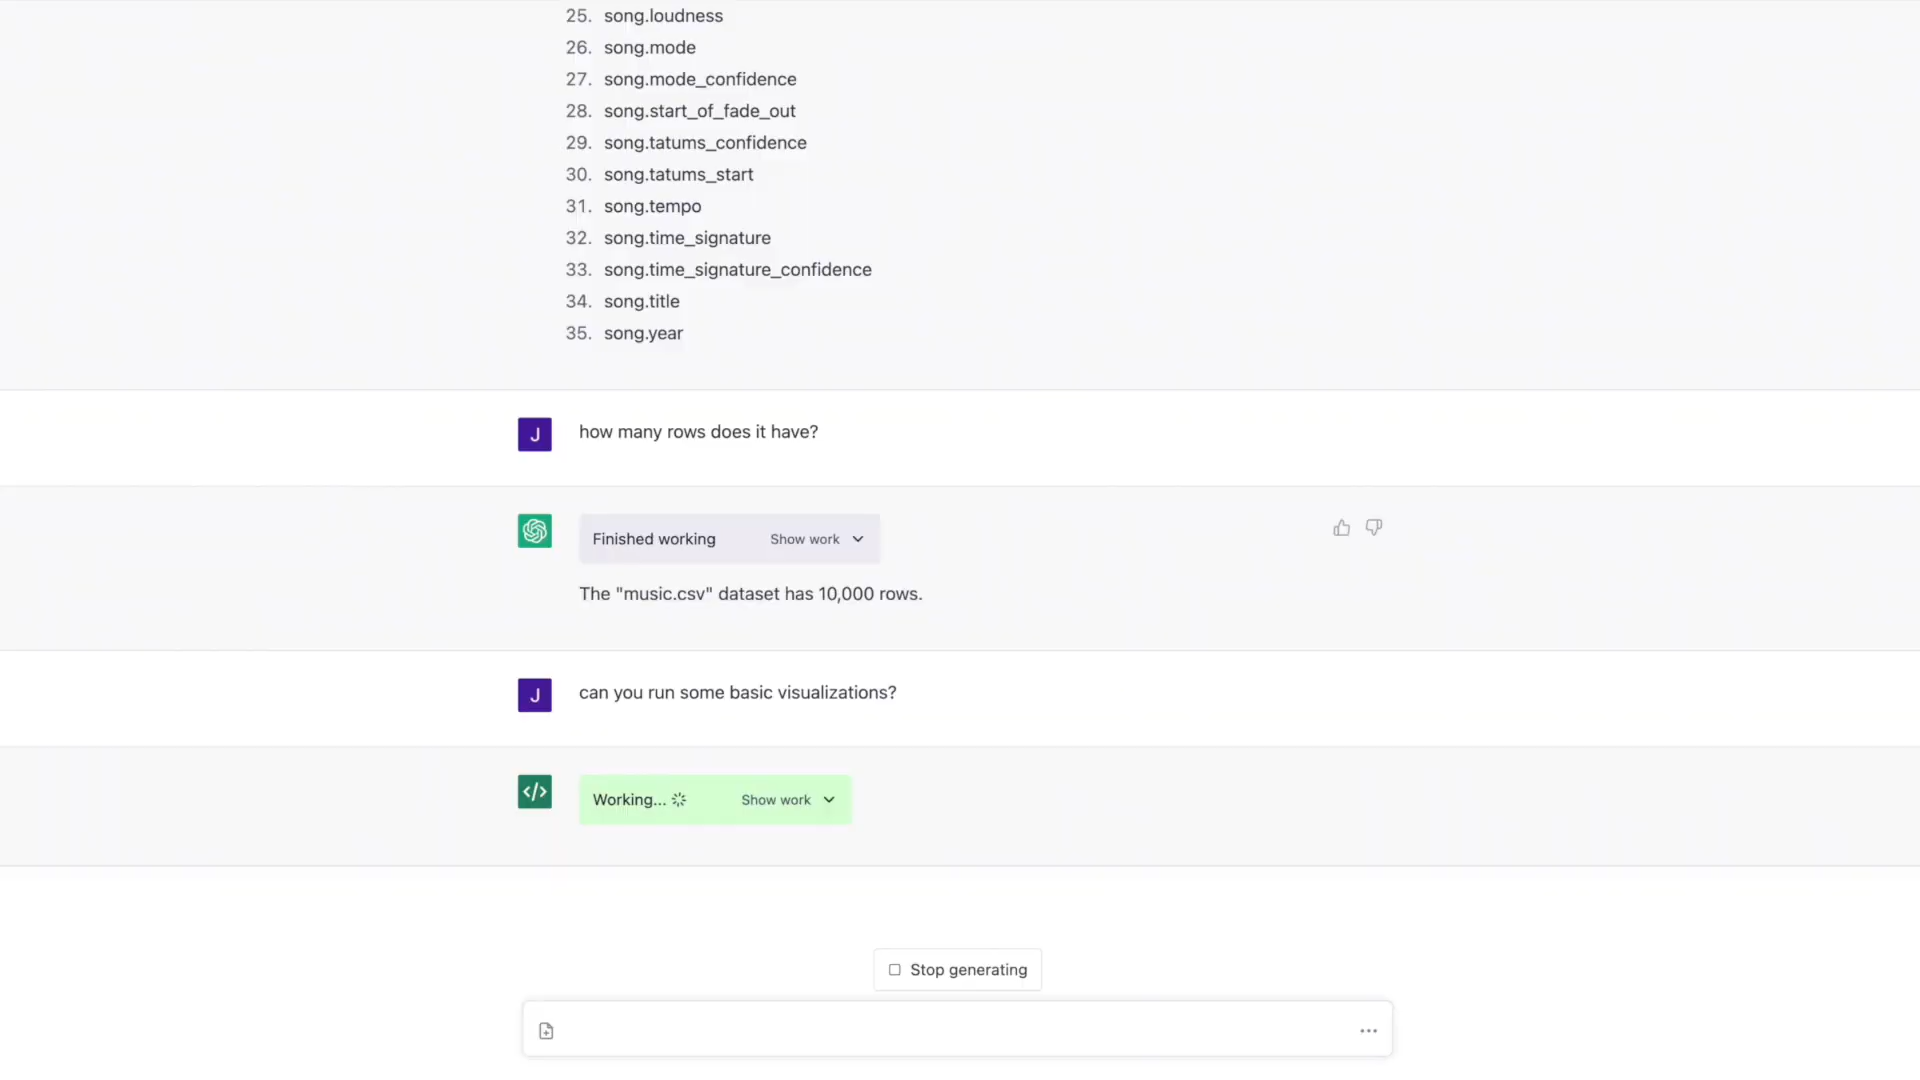 25. song.loudness
26. song.mode
27. song.mode_confidence
28. song.start_of_fade_out
29. song.tatums_confidence
30. song.tatums_start
31. song.tempo
32. song.time_signature
33. song.time_signature_confidence
34. song.title
35. song.year
J how many rows does it have?
Finished working Show work
The "music.csv" dataset has 10,000 rows.
J can you run some basic visualizations?
</> Working... Show work
Stop generating